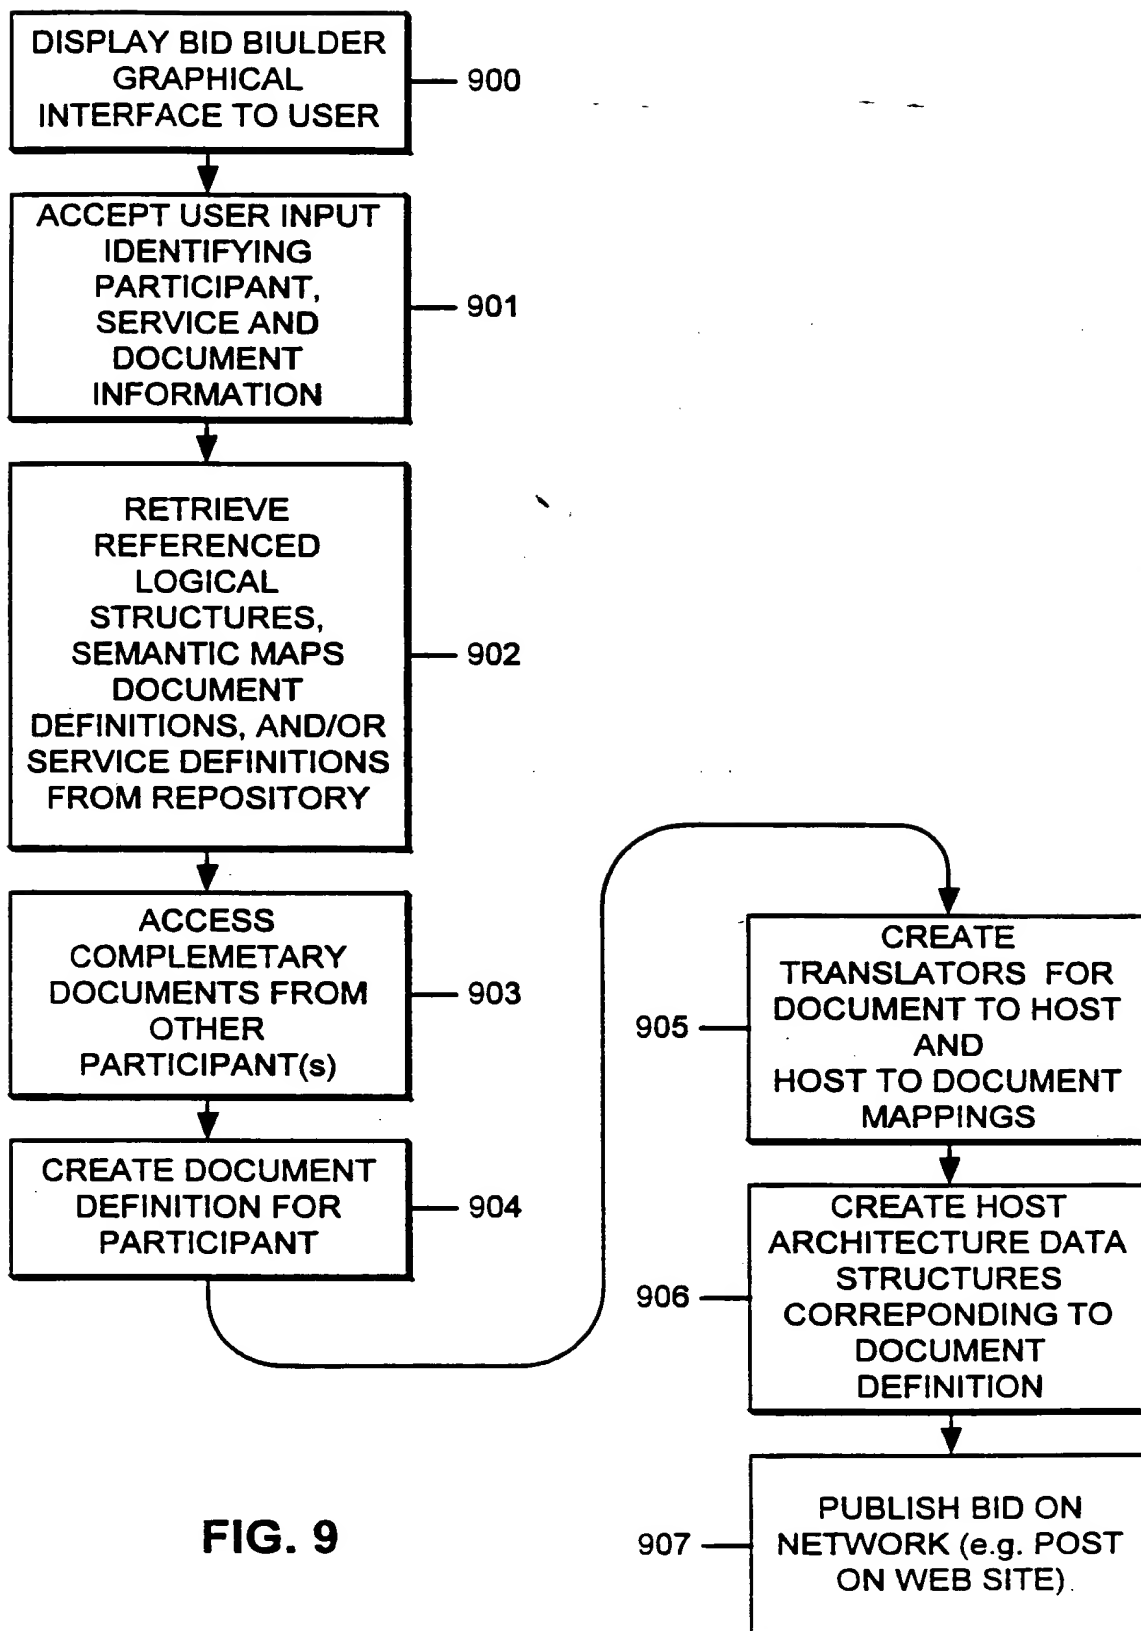 DISPLAY BID BIULDER
GRAPHICAL
INTERFACE TO USER
900
ACCEPT USER INPUT
IDENTIFYING
PARTICIPANT,
SERVICE AND
DOCUMENT
INFORMATION
901
RETRIEVE
REFERENCED
LOGICAL
STRUCTURES,
SEMANTIC MAPS
DOCUMENT
DEFINITIONS, AND/OR
SERVICE DEFINITIONS
FROM REPOSITORY
902
ACCESS
COMPLEMETARY
DOCUMENTS FROM
OTHER
PARTICIPANT(s)
903
CREATE DOCUMENT
DEFINITION FOR
PARTICIPANT
904
CREATE
TRANSLATORS FOR
DOCUMENT TO HOST
AND
HOST TO DOCUMENT
MAPPINGS
905
CREATE HOST
ARCHITECTURE DATA
STRUCTURES
CORREPONDING TO
DOCUMENT
DEFINITION
906
PUBLISH BID ON
NETWORK (e.g. POST
ON WEB SITE)
907
FIG. 9